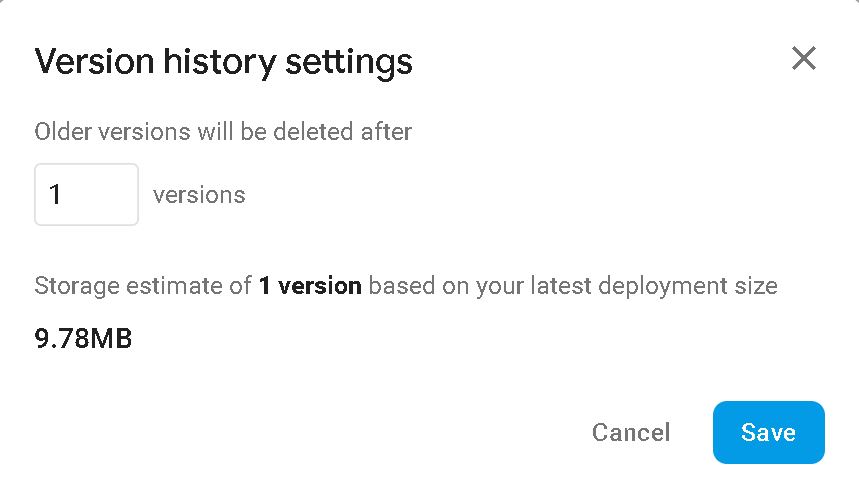 Version history settings
Older versions will be deleted after
1 versions
Storage estimate of 1 version based on your latest deployment size
9.78MB
Cancel Save